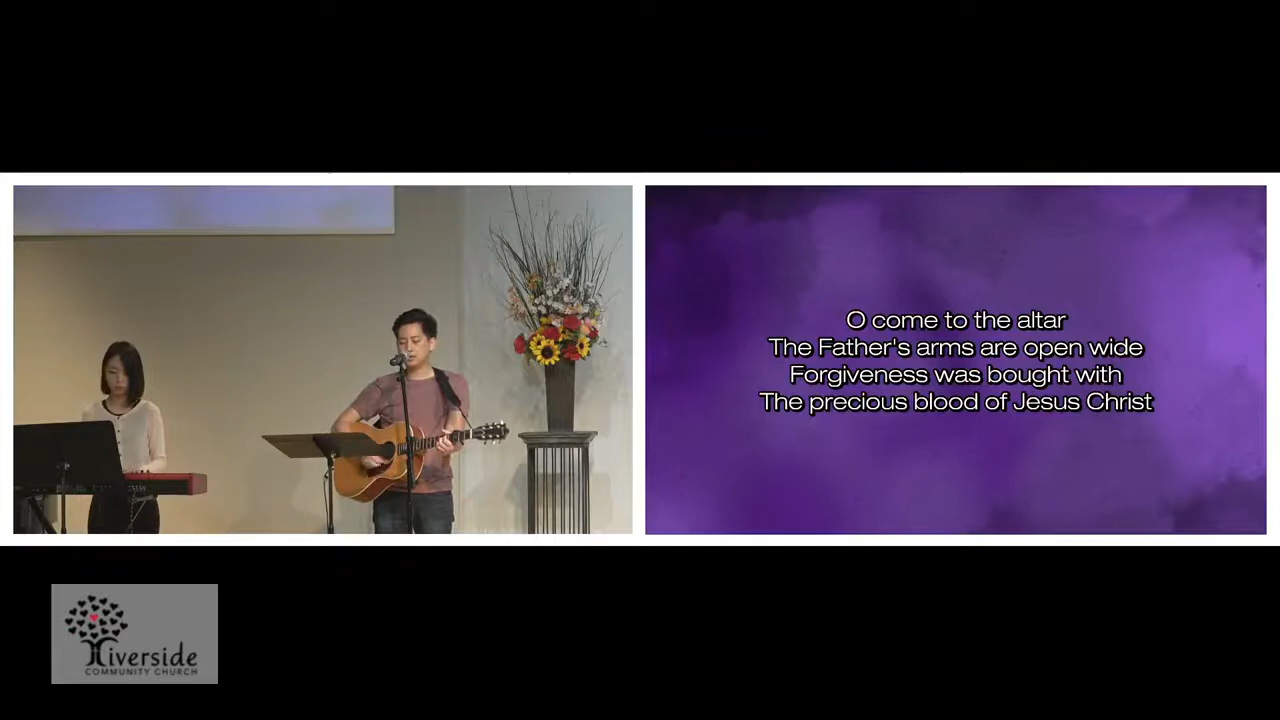 O come to the altar
The Father's arms are open wide
Forgiveness was bought with
The precious blood of Jesus Christ
Riverside
COMMUNITY CHURCH